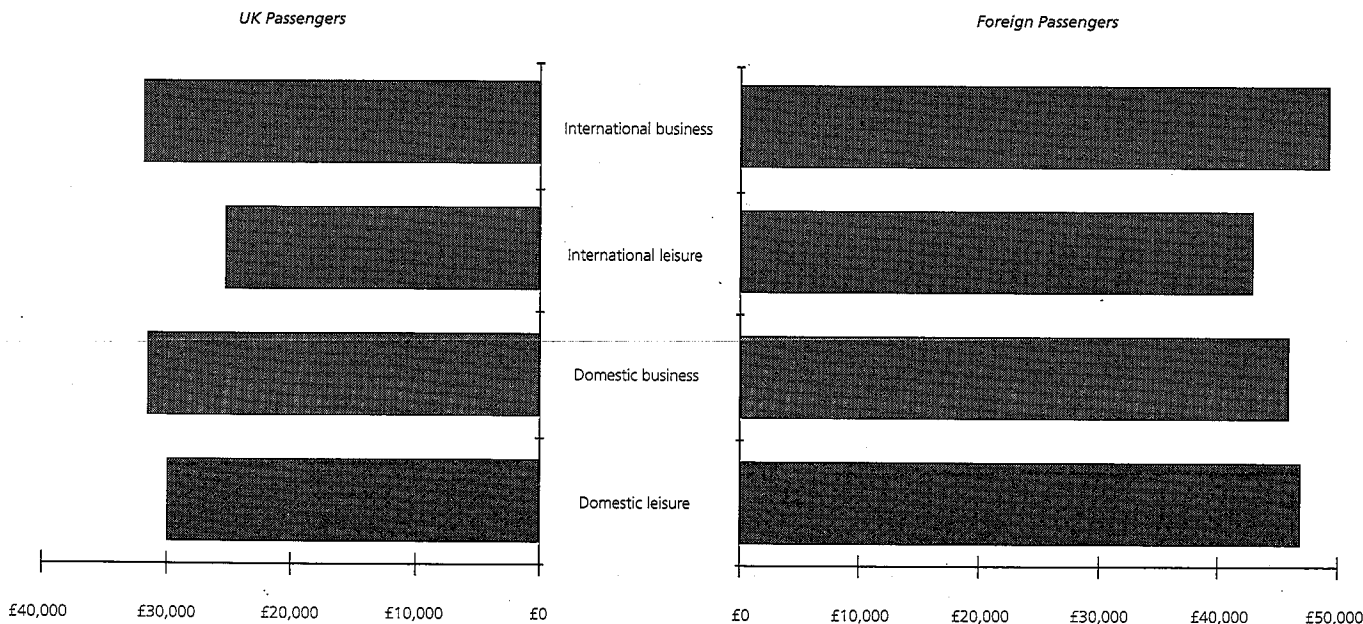 UK Passengers
Foreign Passengers
International business
International leisure
Domestic business
Domestic leisure
£40,000 £30,000 £20,000 £10,000 £0
£0 £10,000 £20,000 £30,000 £40,000 £50,000